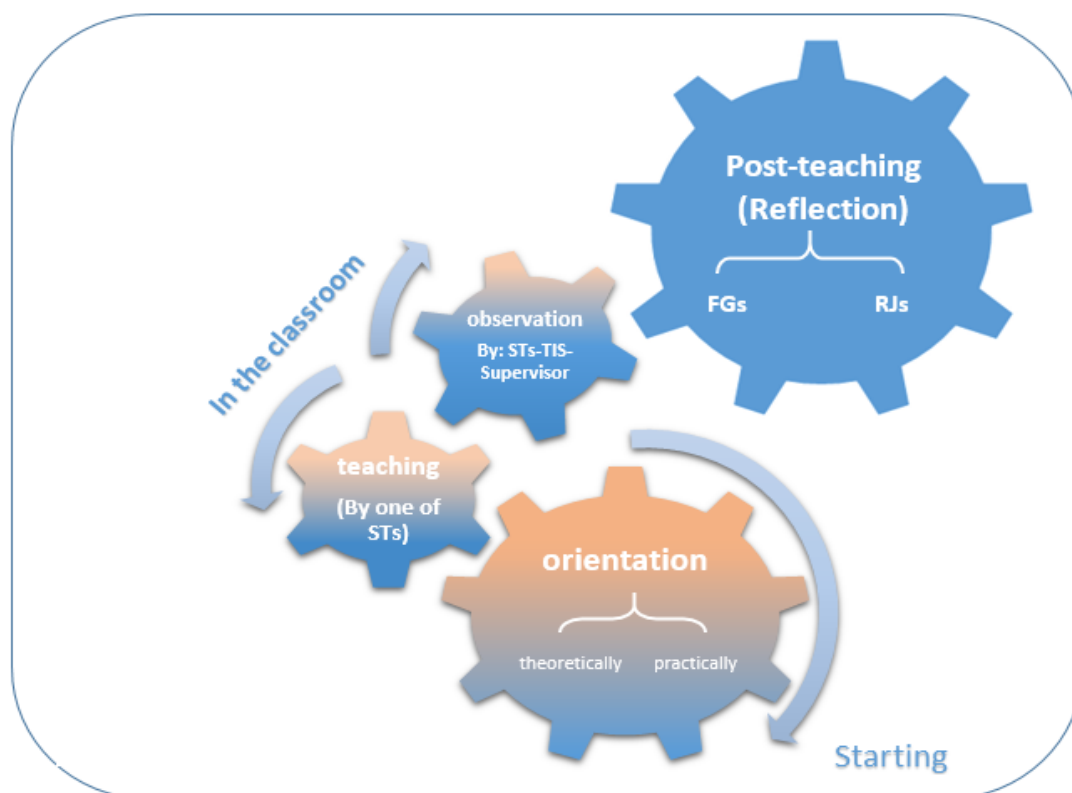 Post-teaching
(Reflection)
FGs RJs
In the classroom
observation
By: STs-TIS-
Supervisor
teaching
(By one of
STs)
orientation
theoretically practically
Starting